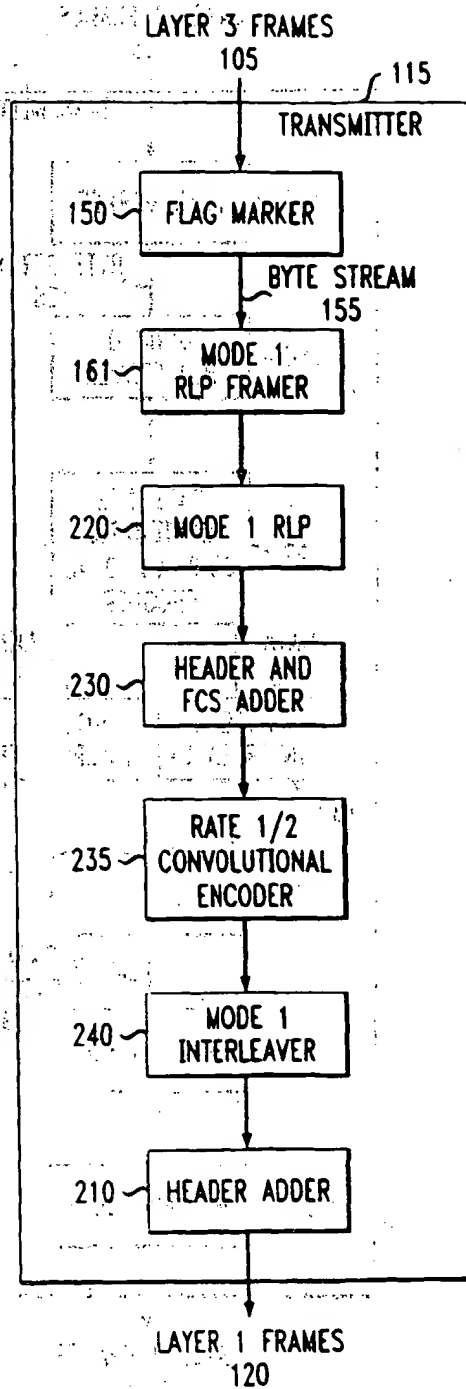 LAYER 3 FRAMES
105
115
TRANSMITTER
150
FLAG MARKER
BYTE STREAM
155
161
MODE 1
RLP FRAMER
220
MODE 1 RLP
230
HEADER AND
FCS ADDER
235
RATE 1/2
CONVOLUTIONAL
ENCODER
240
MODE 1
INTERLEAVER
210
HEADER ADDER
LAYER 1 FRAMES
120